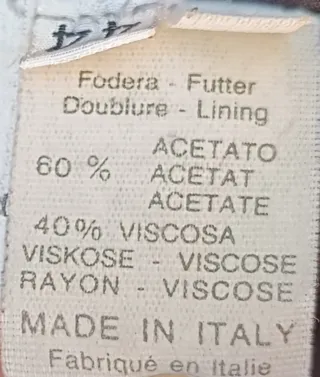 44
Fodera - Futter
Doublure - Lining
ACETATO
60 % ACETAT
ACETATE
40% VISCOSA
VISKOSE - VISCOSE
RAYON - VISCOSE
MADE IN ITALY
Fabriqué en Italie